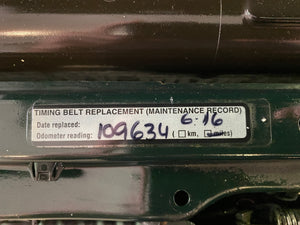 TIMING BELT REPLACEMENT (MAINTENANCE RECORD)
Date replaced: 6-16
Odometer reading: 109634 (☐ km, ☑ miles)